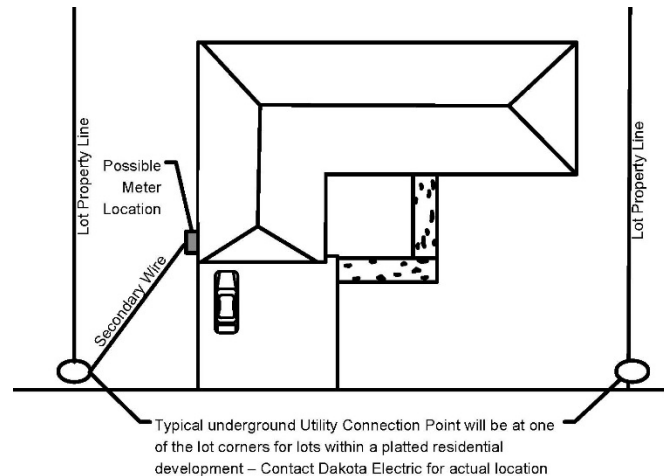 Lot Property Line
Possible
Meter
Location
Lot Property Line
Secondary Wire
Typical underground Utility Connection Point will be at one
of the lot corners for lots within a platted residential
development – Contact Dakota Electric for actual location